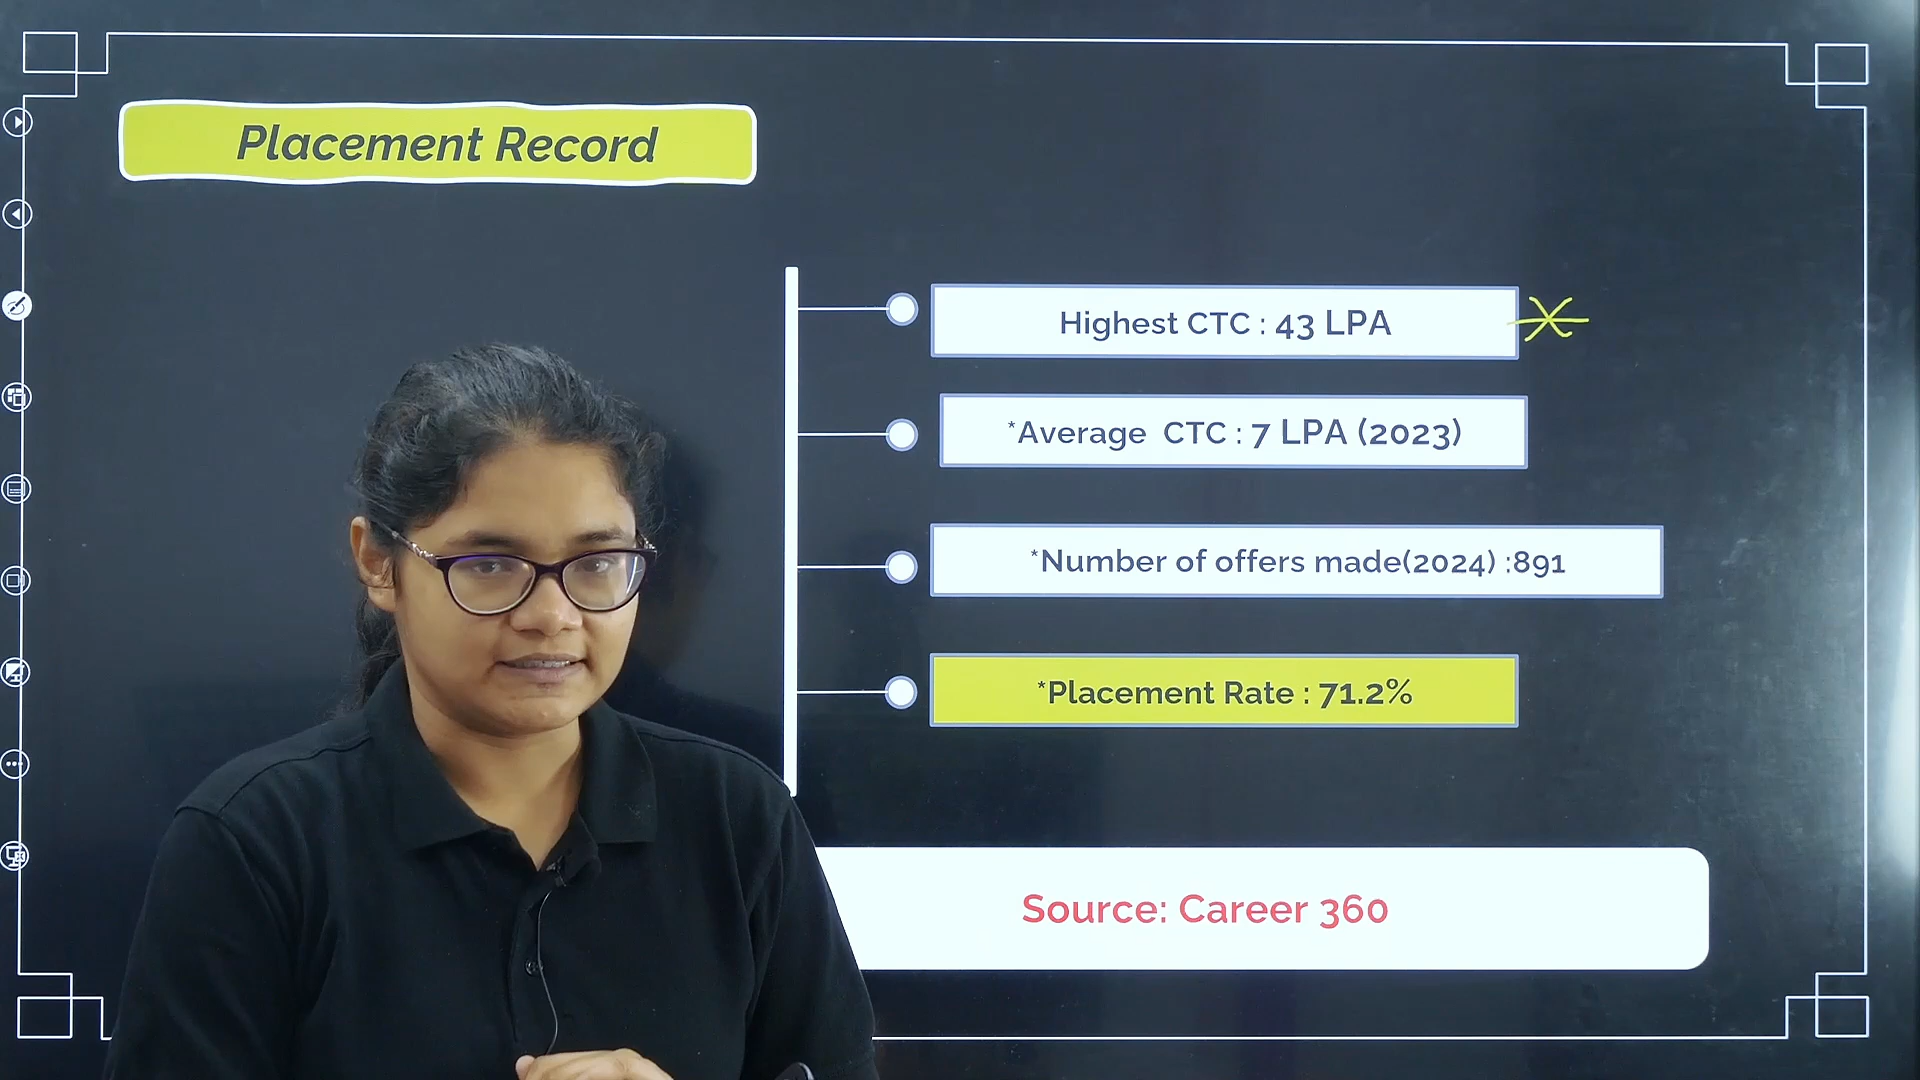 Placement Record
Highest CTC : 43 LPA
*Average CTC : 7 LPA (2023)
*Number of offers made(2024) :891
*Placement Rate : 71.2%
Source: Career 360